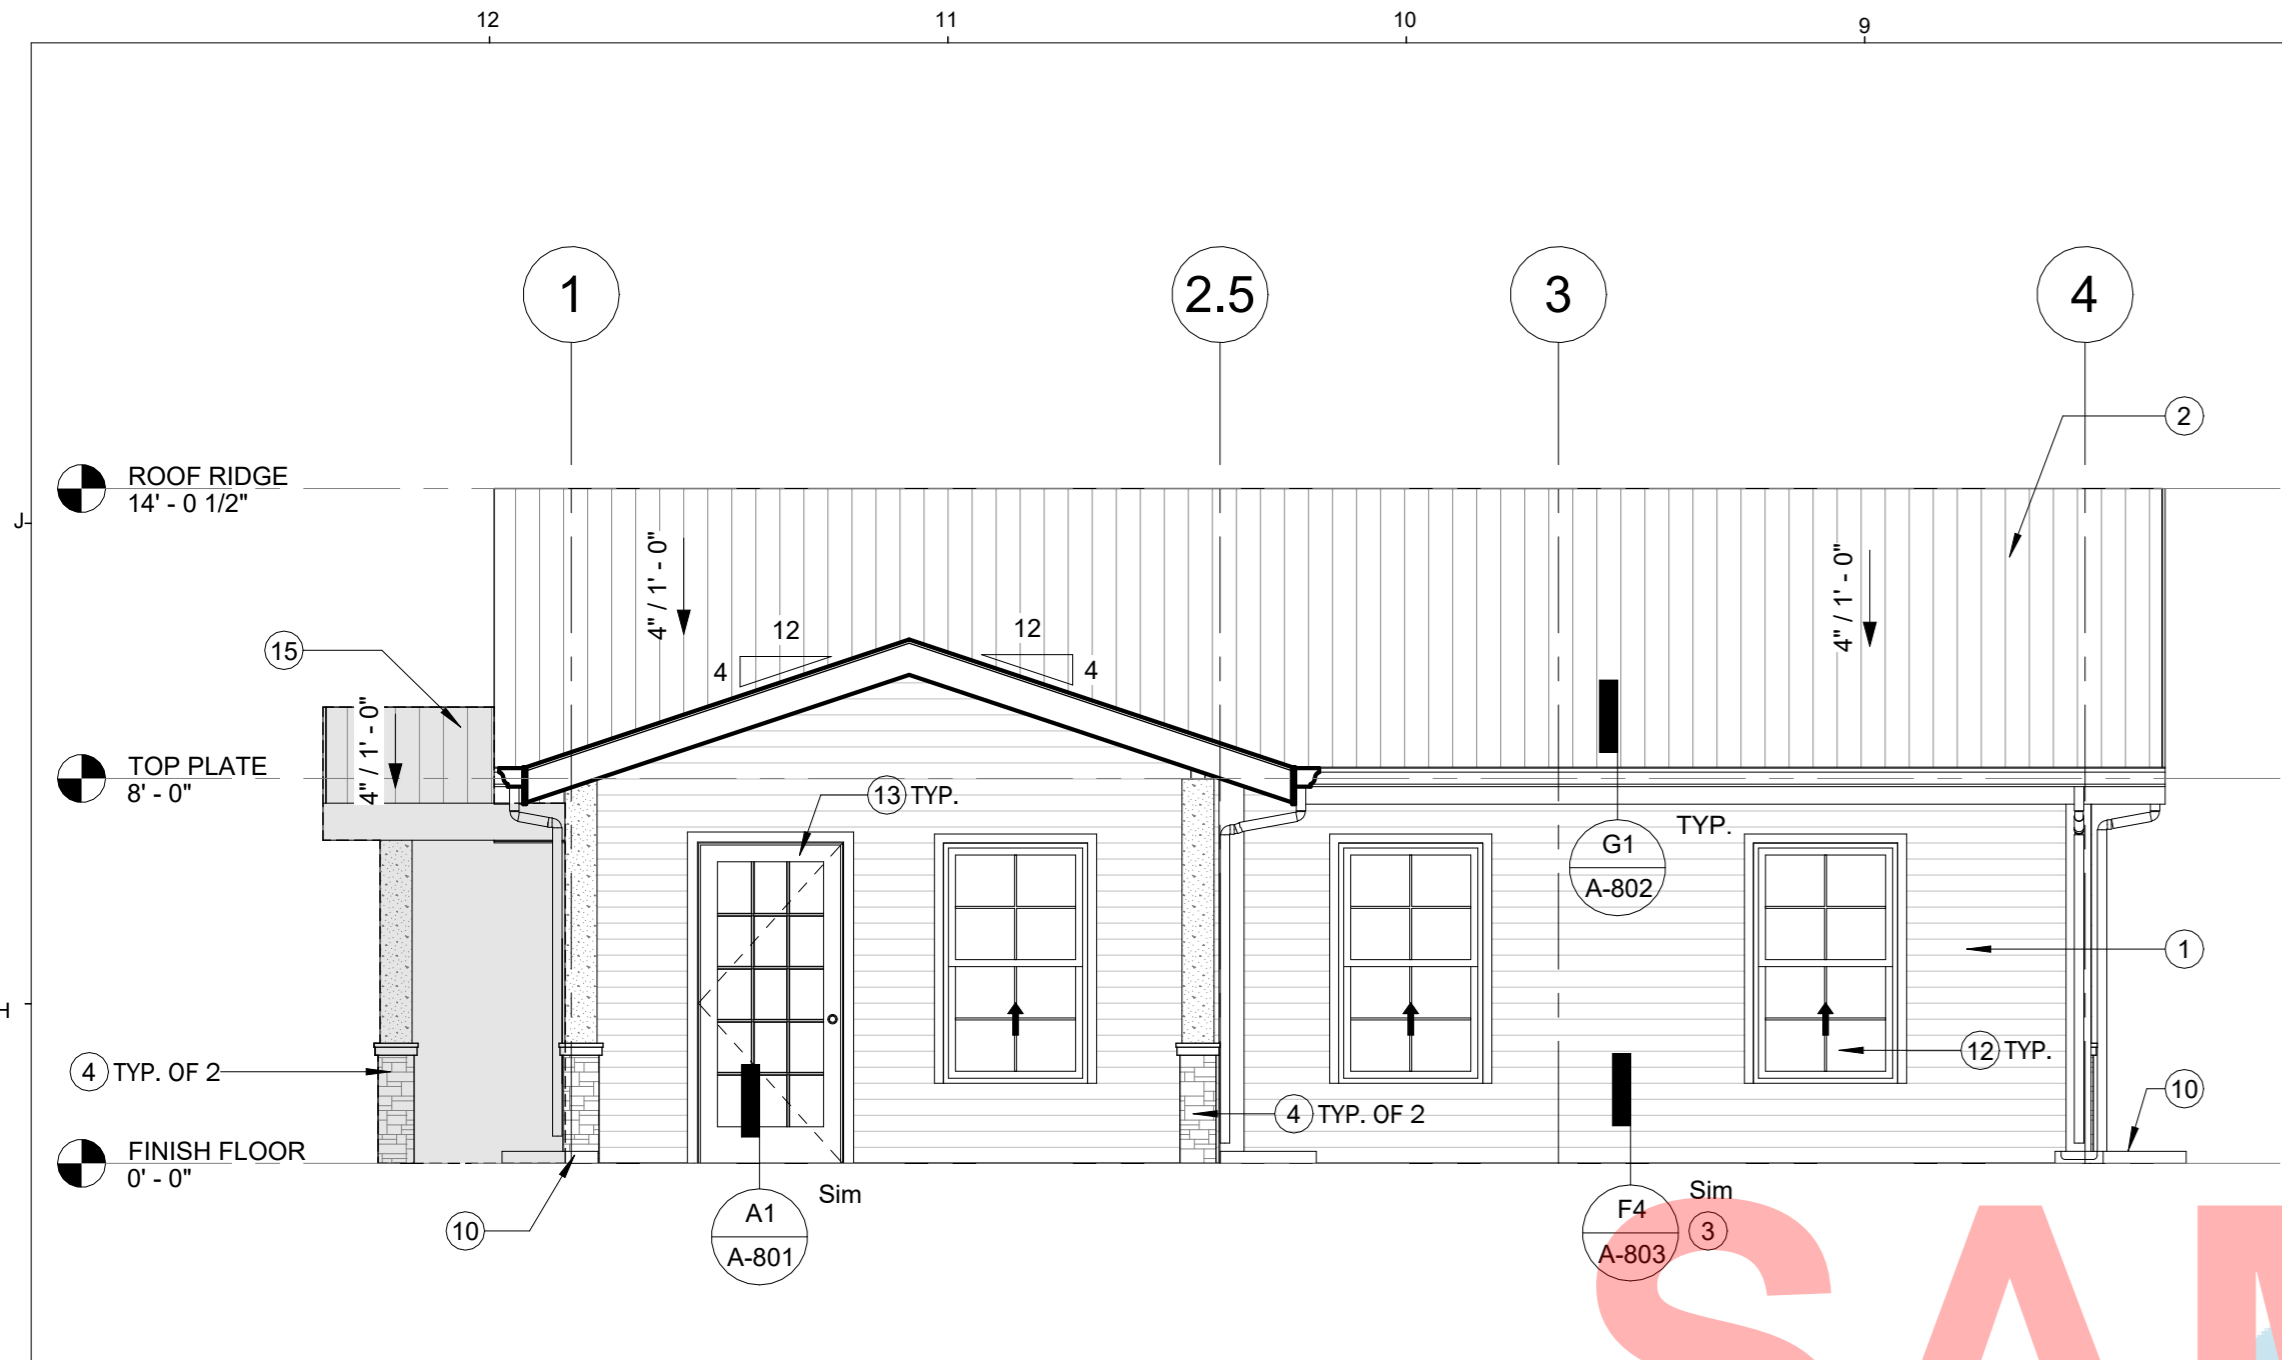 12
11
10
9
1
2.5
3
4
2
ROOF RIDGE
14' - 0 1/2"
J
4" / 1' - 0"
4" / 1' - 0"
12
4
12
4
15
4" / 1' - 0"
TOP PLATE
8' - 0"
13 TYP.
TYP.
G1
A-802
1
H
12 TYP.
4 TYP. OF 2
10
4 TYP. OF 2
FINISH FLOOR
0' - 0"
Sim
Sim
10
A1
A-801
F4
A-803
3
SAM